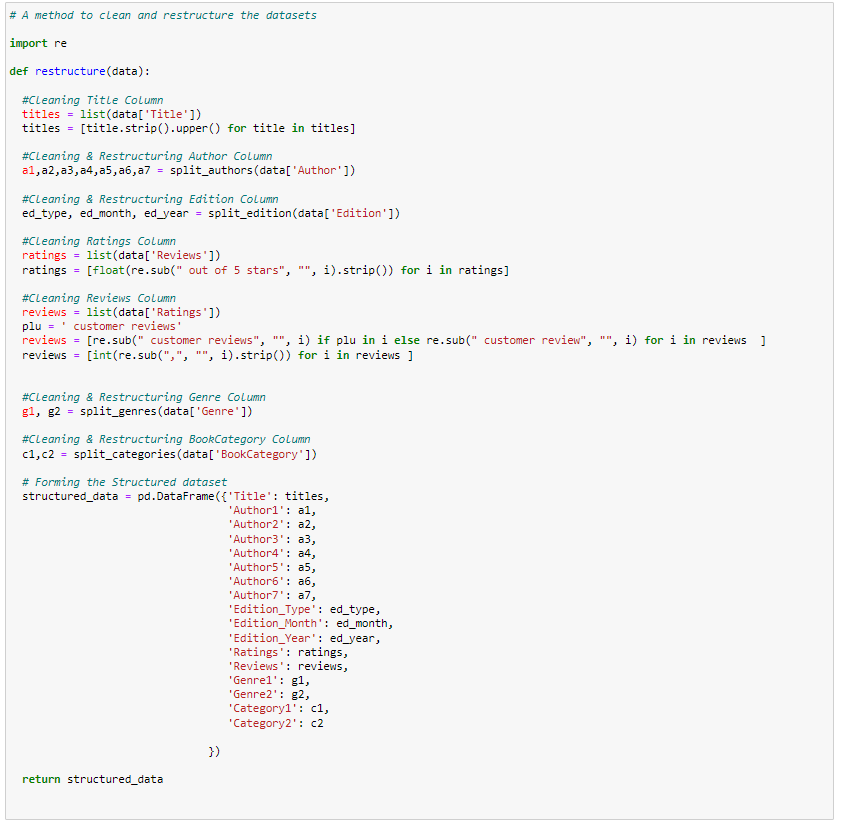 # A method to clean and restructure the datasets
import re
def restructure(data):
#Cleaning Title Column
titles = list(data['Title'])
titles = [title.strip().upper() for title in titles]
#Cleaning & Restructuring Author Column
a1,a2,a3,a4,a5,a6,a7 = split_authors(data['Author'])
#Cleaning & Restructuring Edition Column
ed_type, ed_month, ed_year = split_edition(data['Edition'])
#Cleaning Ratings Column
ratings = list(data['Reviews'])
ratings = [float(re.sub(" out of 5 stars", "", i).strip()) for i in ratings]
#Cleaning Reviews Column
reviews = list(data['Ratings'])
plu = ' customer reviews'
reviews = [re.sub(" customer reviews", "", i) if plu in i else re.sub(" customer review", "", i) for i in reviews  ]
reviews = [int(re.sub(",", "", i).strip()) for i in reviews ]
#Cleaning & Restructuring Genre Column
g1, g2 = split_genres(data['Genre'])
#Cleaning & Restructuring BookCategory Column
c1,c2 = split_categories(data['BookCategory'])
# Forming the Structured dataset
structured_data = pd.DataFrame({'Title': titles,
'Author1': a1,
'Author2': a2,
'Author3': a3,
'Author4': a4,
'Author5': a5,
'Author6': a6,
'Author7': a7,
'Edition_Type': ed_type,
'Edition_Month': ed_month,
'Edition_Year': ed_year,
'Ratings': ratings,
'Reviews': reviews,
'Genre1': g1,
'Genre2': g2,
'Category1': c1,
'Category2': c2
})
return structured_data